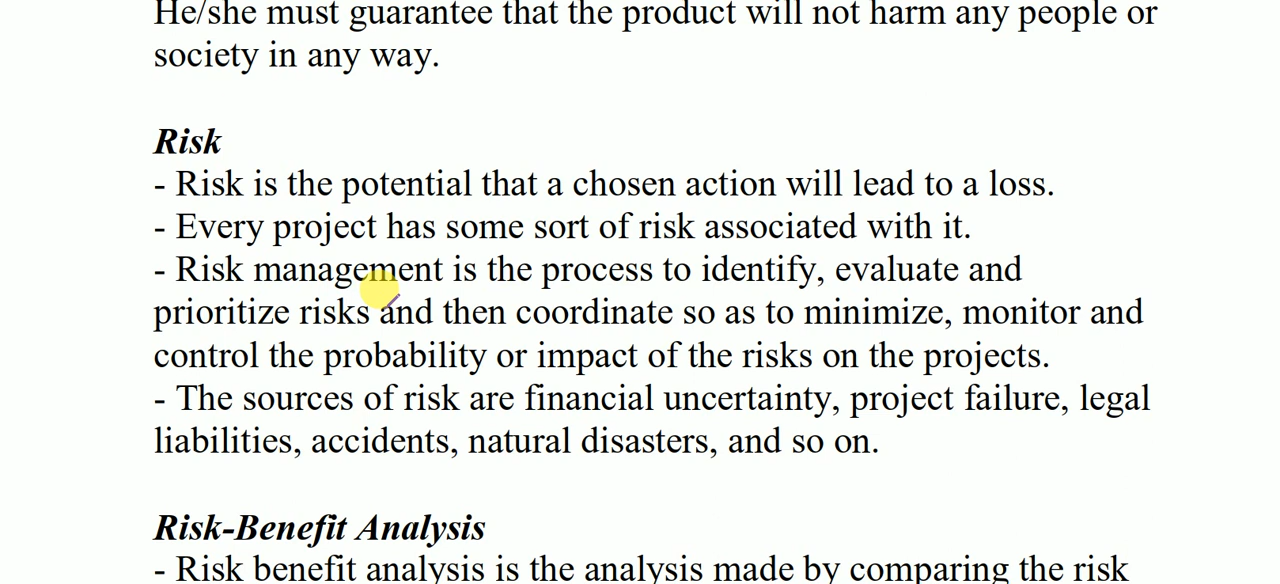 He/she must guarantee that the product will not harm any people or
society in any way.
Risk
- Risk is the potential that a chosen action will lead to a loss.
- Every project has some sort of risk associated with it.
- Risk management is the process to identify, evaluate and
prioritize risks and then coordinate so as to minimize, monitor and
control the probability or impact of the risks on the projects.
- The sources of risk are financial uncertainty, project failure, legal
liabilities, accidents, natural disasters, and so on.
Risk-Benefit Analysis
- Risk benefit analysis is the analysis made by comparing the risk